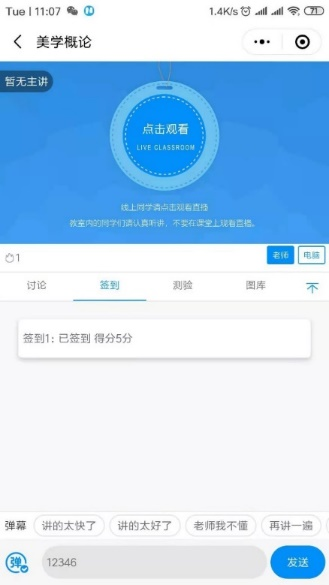 Tue | 11:07
1.4K/s
71
美学概论
暂无主讲
点击观看
LIVE CLASSROOM
线上同学请点击观看直播
教室内的同学们请认真听讲，不要在课堂上观看直播。
1
老师
电脑
讨论
签到
测验
图库
签到1：已签到 得分5分
弹幕
讲的太快了
讲的太好了
老师我不懂
再讲一遍
弹
12346
发送